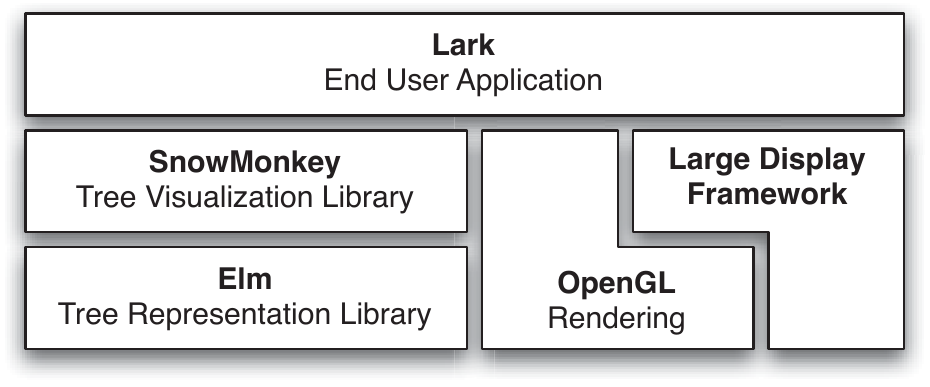 Lark
End User Application
SnowMonkey
Tree Visualization Library
Large Display
Framework
Elm
Tree Representation Library
OpenGL
Rendering